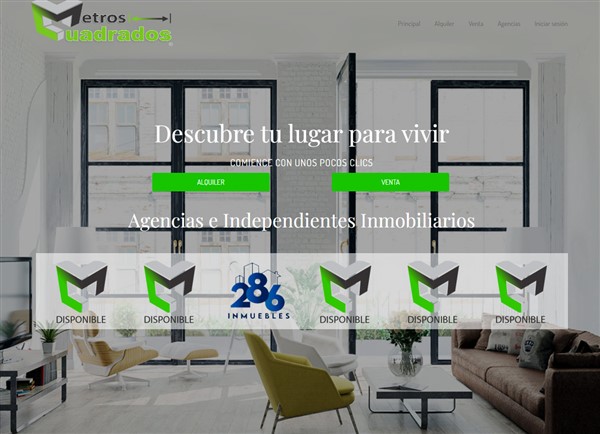 Metros
Cuadrados
Principal Alquiler Venta Agencias Iniciar sesión
Descubre tu lugar para vivir
COMIENCE CON UNOS POCOS CLICS
ALQUILER VENTA
Agencias e Independientes Inmobiliarios
286
INMUEBLES
DISPONIBLE DISPONIBLE DISPONIBLE DISPONIBLE DISPONIBLE